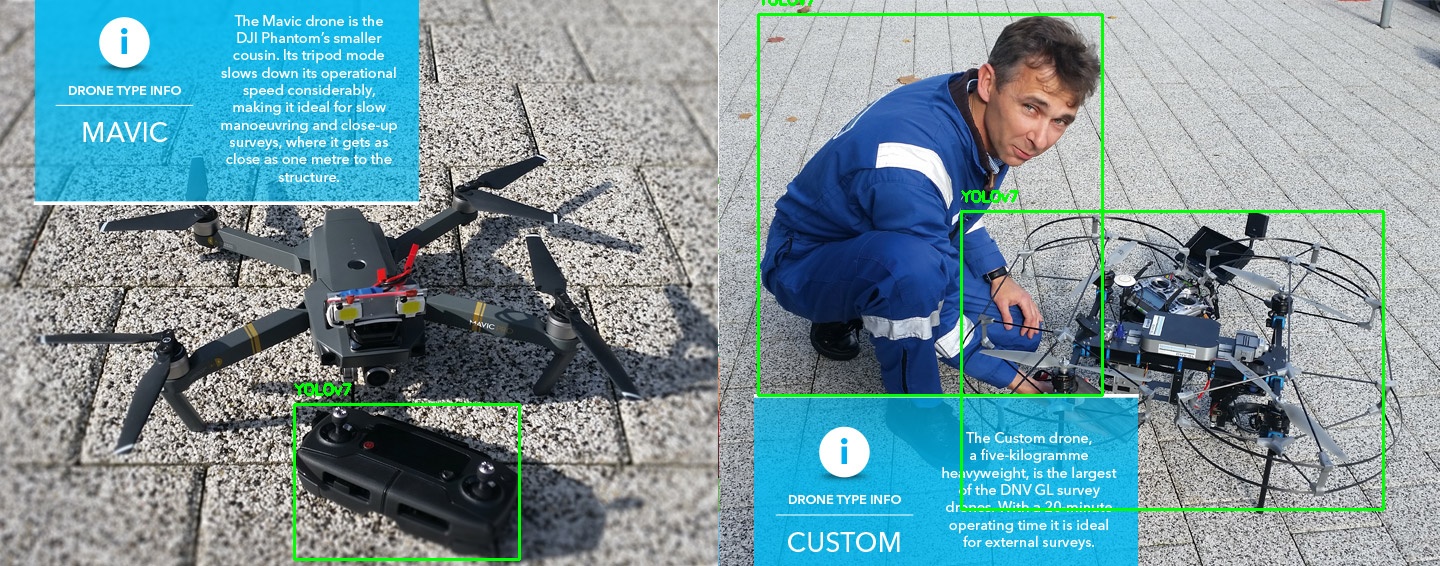 DRONE TYPE INFO
MAVIC
The Mavic drone is the
DJI Phantom's smaller
cousin. Its tripod mode
slows down its operational
speed considerably,
making it ideal for slow
manoeuvring and close-up
surveys, where it gets as
close as one metre to the
structure.
MAVIC
YOLOv7
YOLOv7
YOLOv7
DRONE TYPE INFO
CUSTOM
The Custom drone,
a five-kilogramme
heavyweight, is the largest
of the DNV GL survey
drones. With a 20-minute
operating time it is ideal
for external surveys.